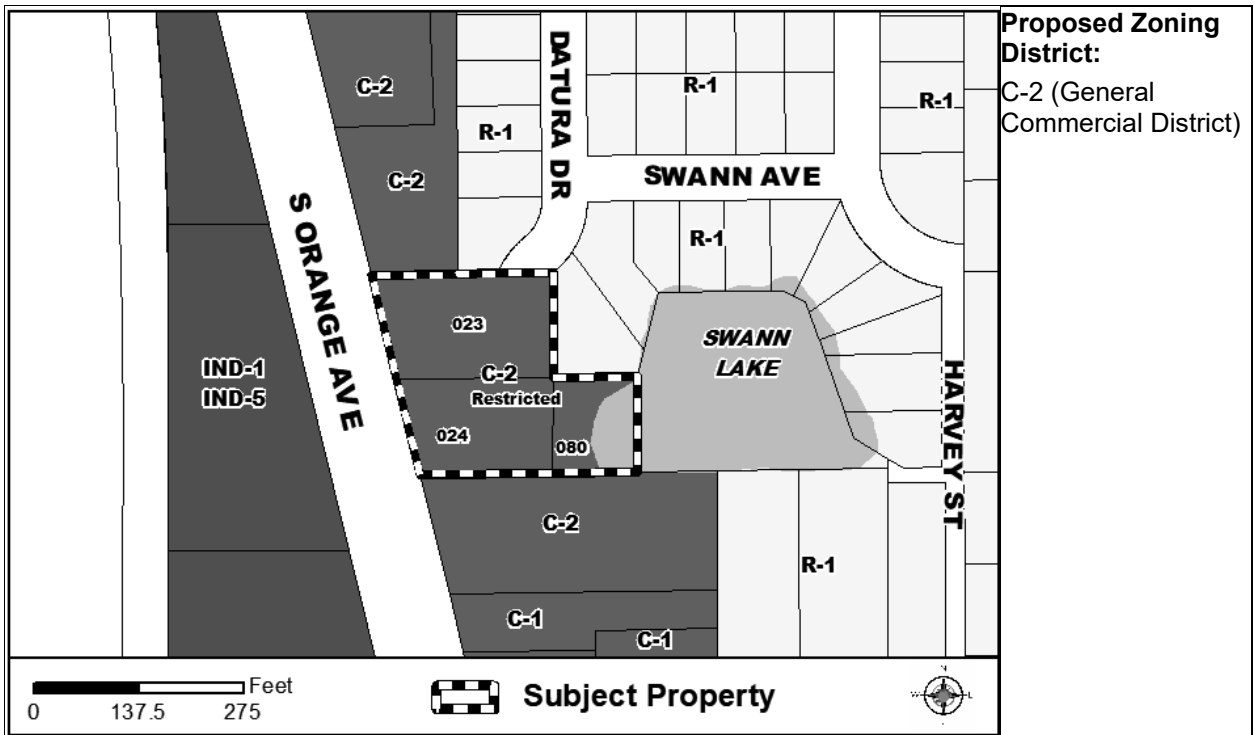 Proposed Zoning
District:
C-2 (General
Commercial District)
C-2
R-1
R-1
R-1
DATURA DR
C-2
SWANN AVE
S ORANGE AVE
R-1
023
SWANN
LAKE
IND-1
IND-5
C-2
Restricted
024
080
HARVEY ST
C-2
R-1
C-1
C-1
Feet
0 137.5 275
Subject Property